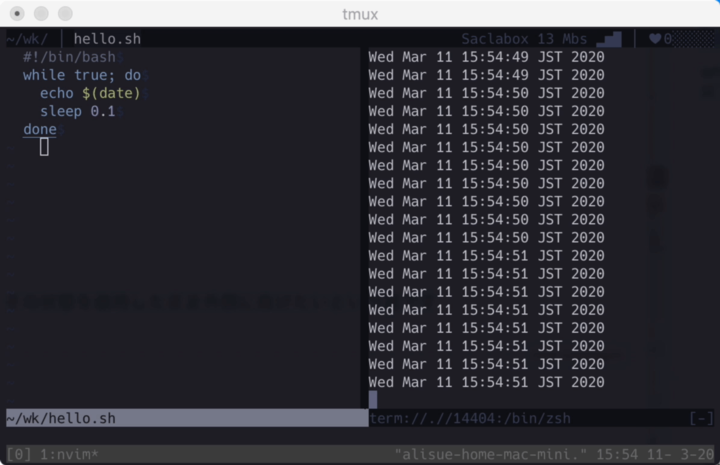 tmux
~/wk/ │ hello.sh
Saclabox 13 Mbs │ ♥0
#!/bin/bash
while true; do
echo $(date)
sleep 0.1
done
Wed Mar 11 15:54:49 JST 2020
Wed Mar 11 15:54:49 JST 2020
Wed Mar 11 15:54:50 JST 2020
Wed Mar 11 15:54:50 JST 2020
Wed Mar 11 15:54:50 JST 2020
Wed Mar 11 15:54:50 JST 2020
Wed Mar 11 15:54:50 JST 2020
Wed Mar 11 15:54:50 JST 2020
Wed Mar 11 15:54:50 JST 2020
Wed Mar 11 15:54:50 JST 2020
Wed Mar 11 15:54:50 JST 2020
Wed Mar 11 15:54:51 JST 2020
Wed Mar 11 15:54:51 JST 2020
Wed Mar 11 15:54:51 JST 2020
Wed Mar 11 15:54:51 JST 2020
Wed Mar 11 15:54:51 JST 2020
Wed Mar 11 15:54:51 JST 2020
Wed Mar 11 15:54:51 JST 2020
Wed Mar 11 15:54:51 JST 2020
~/wk/hello.sh
term://.//14404:/bin/zsh [-]
[0] 1:nvim* "alisue-home-mac-mini." 15:54 11- 3-20